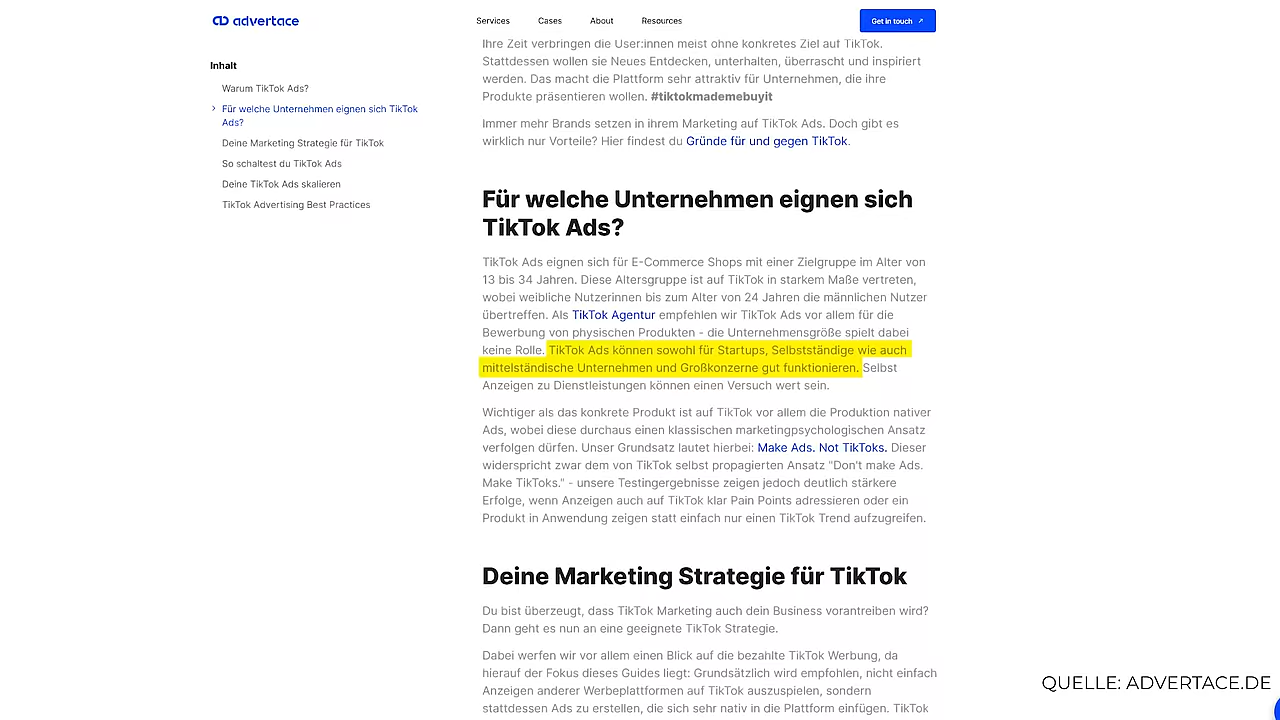 advertace
Services
Cases
About
Resources
Get in touch ↗
Inhalt
Warum TikTok Ads?
Für welche Unternehmen eignen sich TikTok
Ads?
Deine Marketing Strategie für TikTok
So schaltest du TikTok Ads
Deine TikTok Ads skalieren
TikTok Advertising Best Practices
Ihre Zeit verbringen die User:innen meist ohne konkretes Ziel auf TikTok.
Stattdessen wollen sie Neues Entdecken, unterhalten, überrascht und inspiriert
werden. Das macht die Plattform sehr attraktiv für Unternehmen, die ihre
Produkte präsentieren wollen. #tiktokmademebuyit
Immer mehr Brands setzen in ihrem Marketing auf TikTok Ads. Doch gibt es
wirklich nur Vorteile? Hier findest du Gründe für und gegen TikTok.
Für welche Unternehmen eignen sich
TikTok Ads?
TikTok Ads eignen sich für E-Commerce Shops mit einer Zielgruppe im Alter von
13 bis 34 Jahren. Diese Altersgruppe ist auf TikTok in starkem Maße vertreten,
wobei weibliche Nutzerinnen bis zum Alter von 24 Jahren die männlichen Nutzer
übertreffen. Als TikTok Agentur empfehlen wir TikTok Ads vor allem für die
Bewerbung von physischen Produkten - die Unternehmensgröße spielt dabei
keine Rolle. TikTok Ads können sowohl für Startups, Selbstständige wie auch
mittelständische Unternehmen und Großkonzerne gut funktionieren. Selbst
Anzeigen zu Dienstleistungen können einen Versuch wert sein.
Wichtiger als das konkrete Produkt ist auf TikTok vor allem die Produktion nativer
Ads, wobei diese durchaus einen klassischen marketingpsychologischen Ansatz
verfolgen dürfen. Unser Grundsatz lautet hierbei: Make Ads. Not TikToks. Dieser
widerspricht zwar dem von TikTok selbst propagierten Ansatz "Don't make Ads.
Make TikToks." - unsere Testingergebnisse zeigen jedoch deutlich stärkere
Erfolge, wenn Anzeigen auch auf TikTok klar Pain Points adressieren oder ein
Produkt in Anwendung zeigen statt einfach nur einen TikTok Trend aufzugreifen.
Deine Marketing Strategie für TikTok
Du bist überzeugt, dass TikTok Marketing auch dein Business vorantreiben wird?
Dann geht es nun an eine geeignete TikTok Strategie.
Dabei werfen wir vor allem einen Blick auf die bezahlte TikTok Werbung, da
hierauf der Fokus dieses Guides liegt: Grundsätzlich wird empfohlen, nicht einfach
Anzeigen anderer Werbeplattformen auf TikTok auszuspielen, sondern
stattdessen Ads zu erstellen, die sich sehr nativ in die Plattform einfügen. TikTok
QUELLE: ADVERTACE.DE